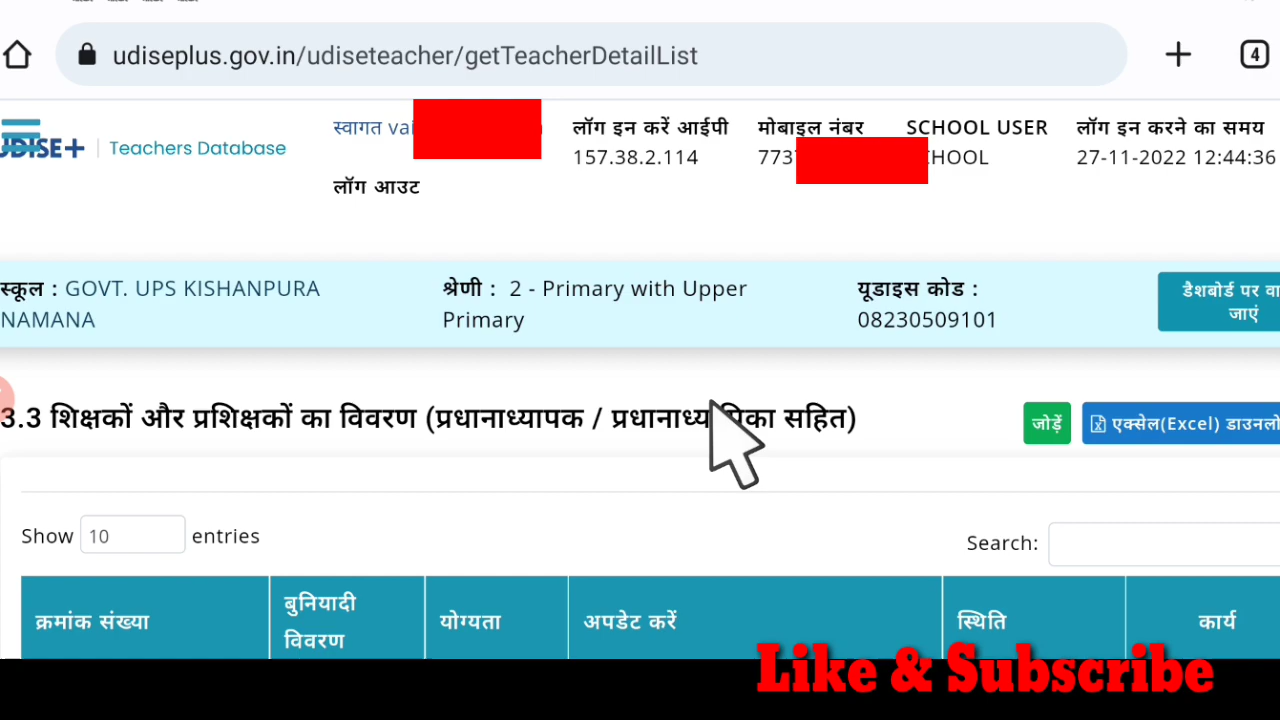 udiseplus.gov.in/udiseteacher/getTeacherDetailList
4
UDISE+ | Teachers Database
स्वागत vai
लॉग इन करें आईपी
मोबाइल नंबर
SCHOOL USER
लॉग इन करने का समय
157.38.2.114
773
HOOL
27-11-2022 12:44:36
लॉग आउट
स्कूल : GOVT. UPS KISHANPURA
NAMANA
श्रेणी : 2 - Primary with Upper
Primary
यूडाइस कोड :
08230509101
डैशबोर्ड पर वा
जाएं
3.3 शिक्षकों और प्रशिक्षकों का विवरण (प्रधानाध्यापक / प्रधानाध्यापिका सहित)
जोड़ें
एक्सेल(Excel) डाउनलो
Show 10 entries
Search:
क्रमांक संख्या
बुनियादी
विवरण
योग्यता
अपडेट करें
स्थिति
कार्य
Like & Subscribe